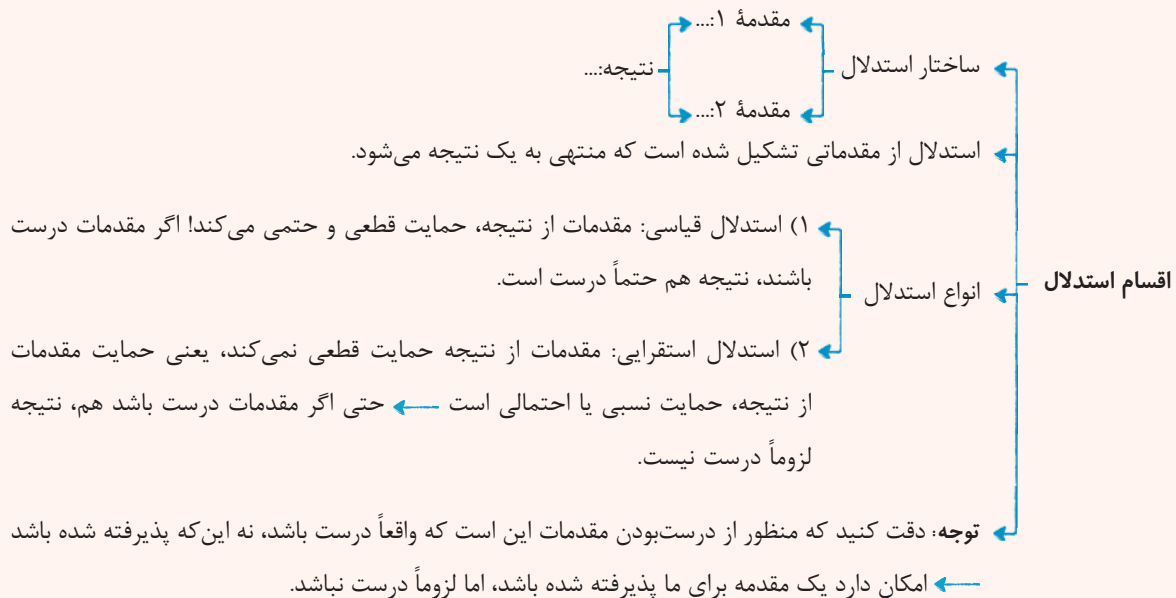 مقدمهٔ ۱:...
ساختار استدلال
نتیجه:...
مقدمهٔ ۲:...
استدلال از مقدماتی تشکیل شده است که منتهی به یک نتیجه می‌شود.
۱) استدلال قیاسی: مقدمات از نتیجه، حمایت قطعی و حتمی می‌کند! اگر مقدمات درست
باشند، نتیجه هم حتماً درست است.
اقسام استدلال
انواع استدلال
۲) استدلال استقرایی: مقدمات از نتیجه حمایت قطعی نمی‌کند، یعنی حمایت مقدمات
از نتیجه، حمایت نسبی یا احتمالی است ← حتی اگر مقدمات درست باشد هم، نتیجه
لزوماً درست نیست.
توجه: دقت کنید که منظور از درست‌بودن مقدمات این است که واقعاً درست باشد، نه این‌که پذیرفته شده باشد
← امکان دارد یک مقدمه برای ما پذیرفته شده باشد، اما لزوماً درست نباشد.